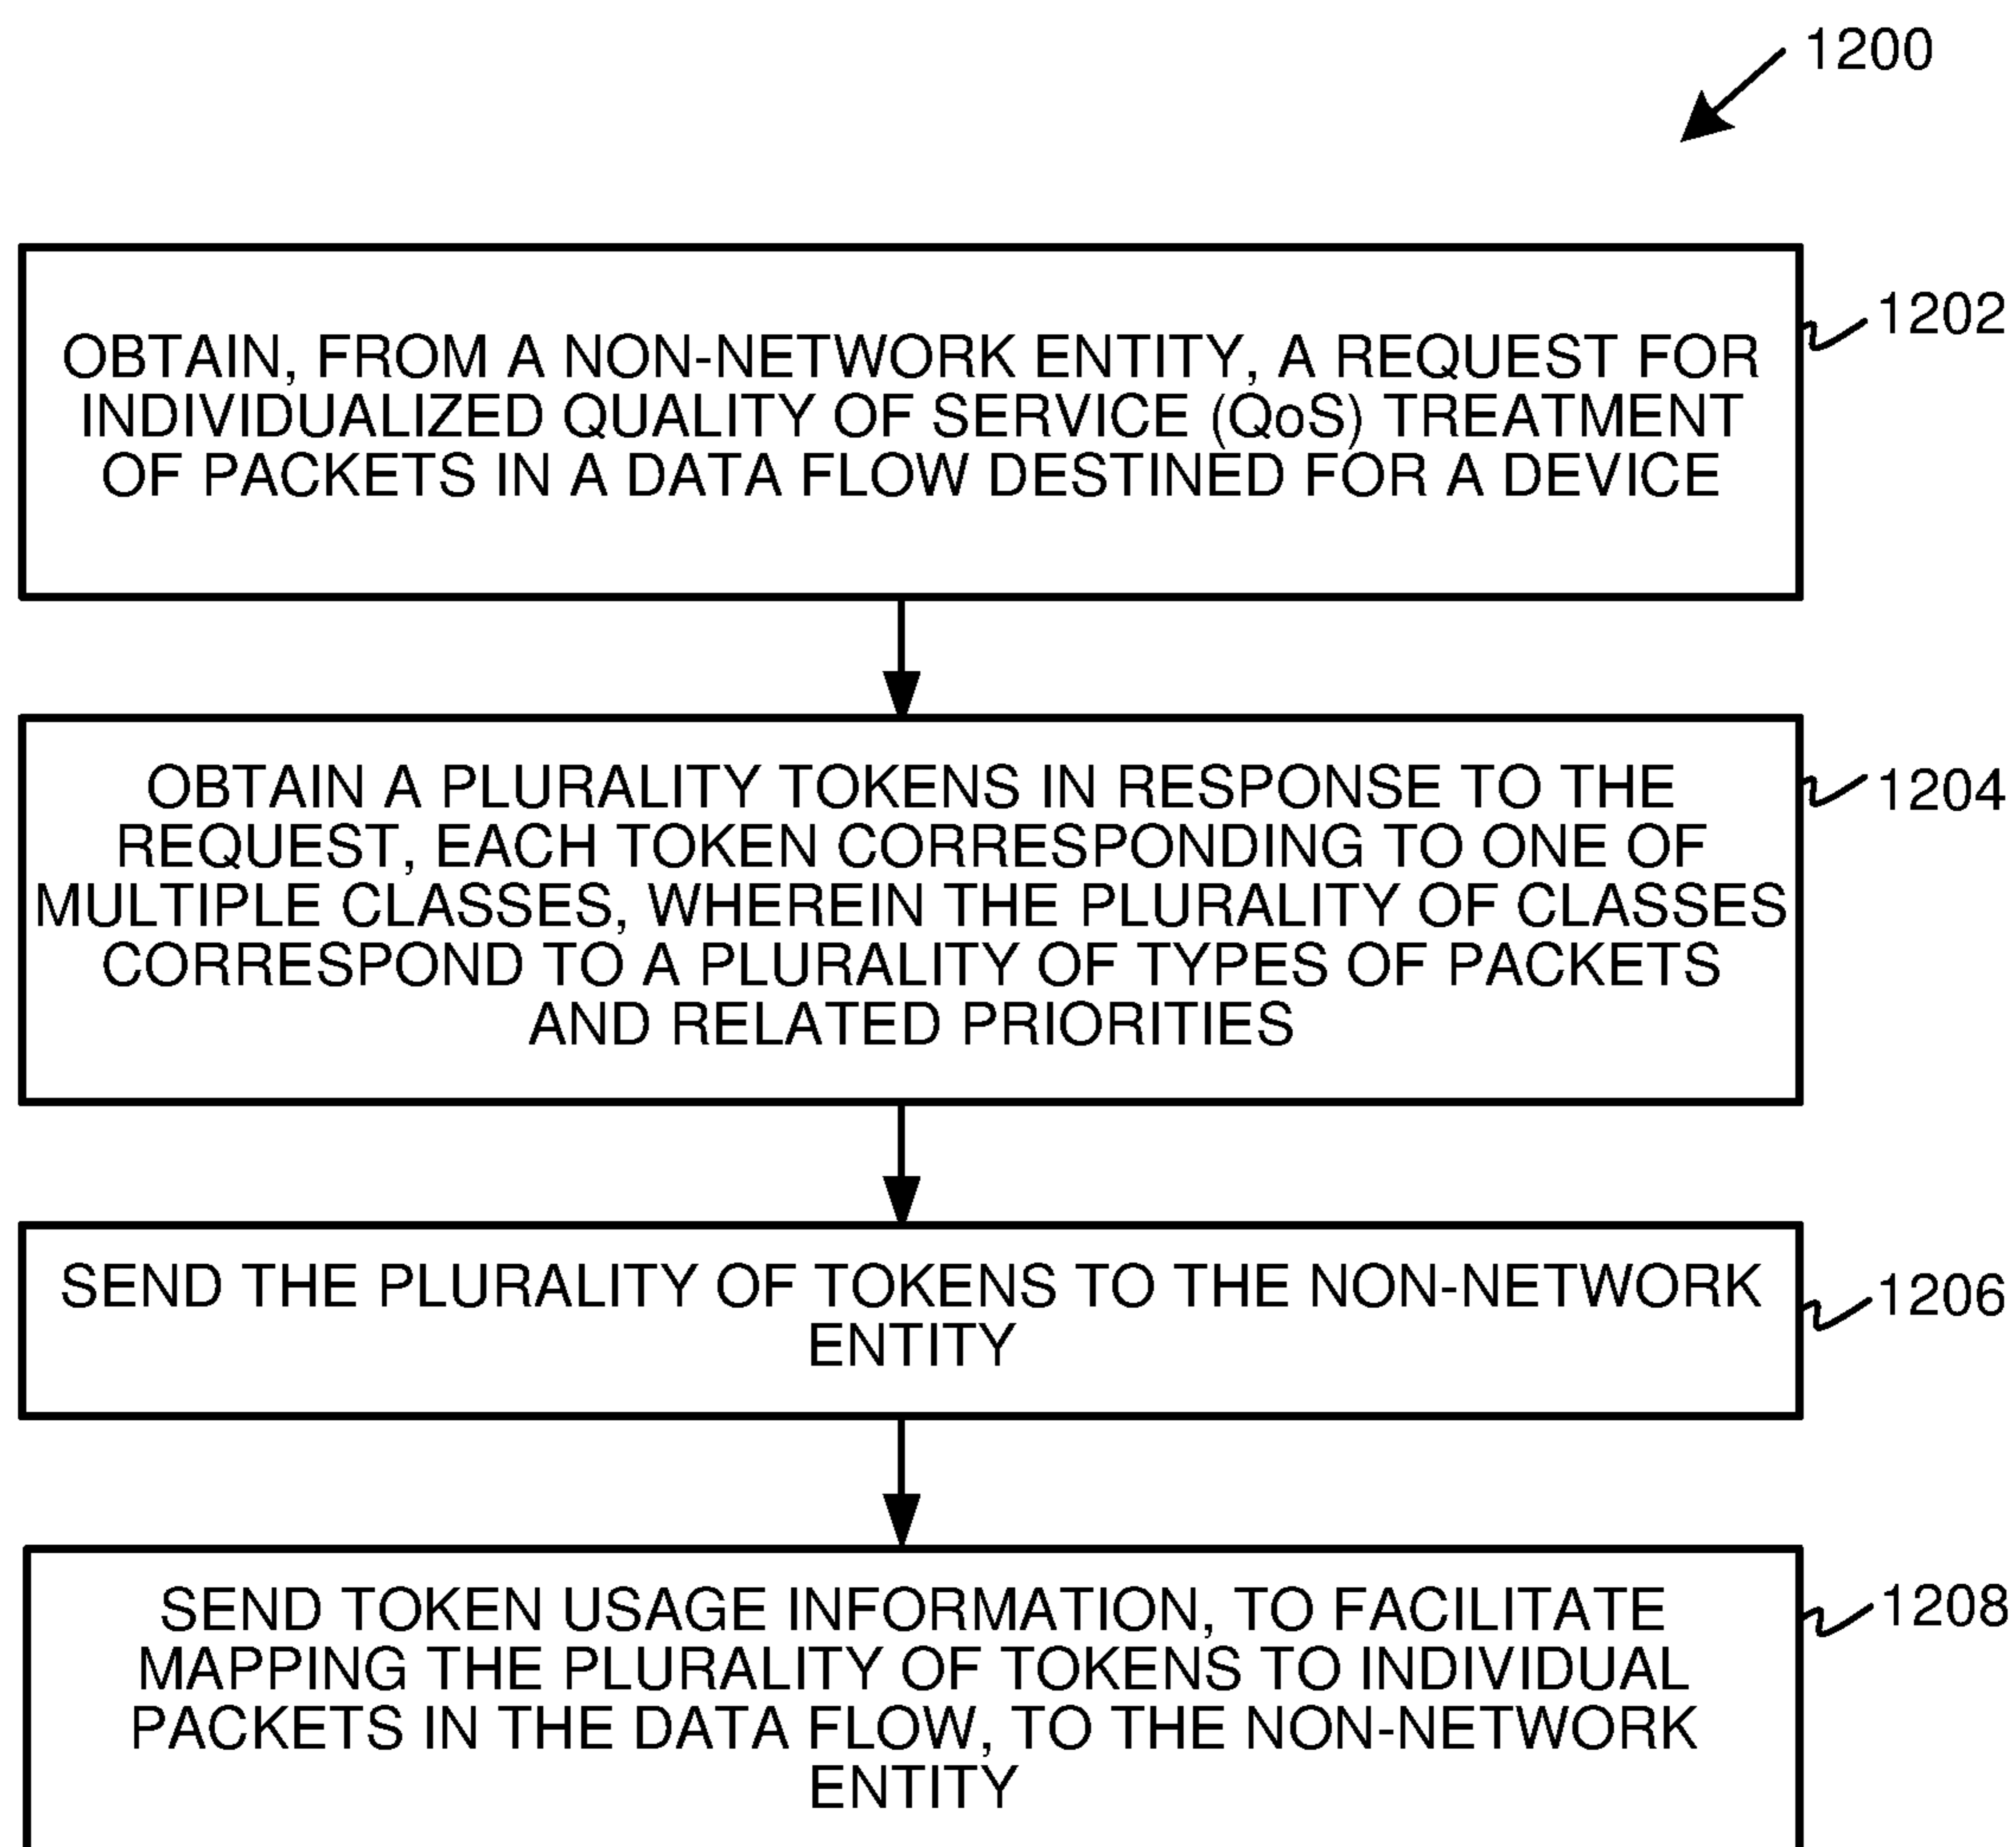 1200
OBTAIN, FROM A NON-NETWORK ENTITY, A REQUEST FOR
INDIVIDUALIZED QUALITY OF SERVICE (QoS) TREATMENT
OF PACKETS IN A DATA FLOW DESTINED FOR A DEVICE
1202
OBTAIN A PLURALITY TOKENS IN RESPONSE TO THE
REQUEST, EACH TOKEN CORRESPONDING TO ONE OF
MULTIPLE CLASSES, WHEREIN THE PLURALITY OF CLASSES
CORRESPOND TO A PLURALITY OF TYPES OF PACKETS
AND RELATED PRIORITIES
1204
SEND THE PLURALITY OF TOKENS TO THE NON-NETWORK
ENTITY
1206
SEND TOKEN USAGE INFORMATION, TO FACILITATE
MAPPING THE PLURALITY OF TOKENS TO INDIVIDUAL
PACKETS IN THE DATA FLOW, TO THE NON-NETWORK
ENTITY
1208